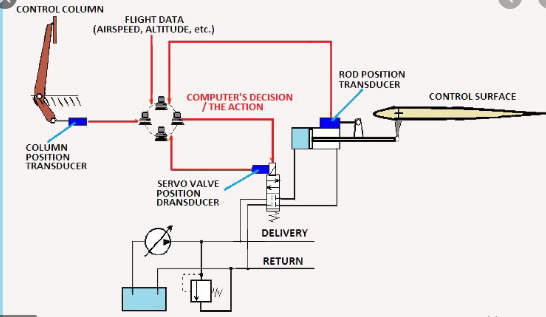 CONTROL COLUMN
FLIGHT DATA
(AIRSPEED, ALTITUDE, etc.)
ROD POSITION
TRANSDUCER
CONTROL SURFACE
COMPUTER'S DECISION
/ THE ACTION
COLUMN
POSITION
TRANSDUCER
SERVO VALVE
POSITION
DRANSDUCER
DELIVERY
RETURN